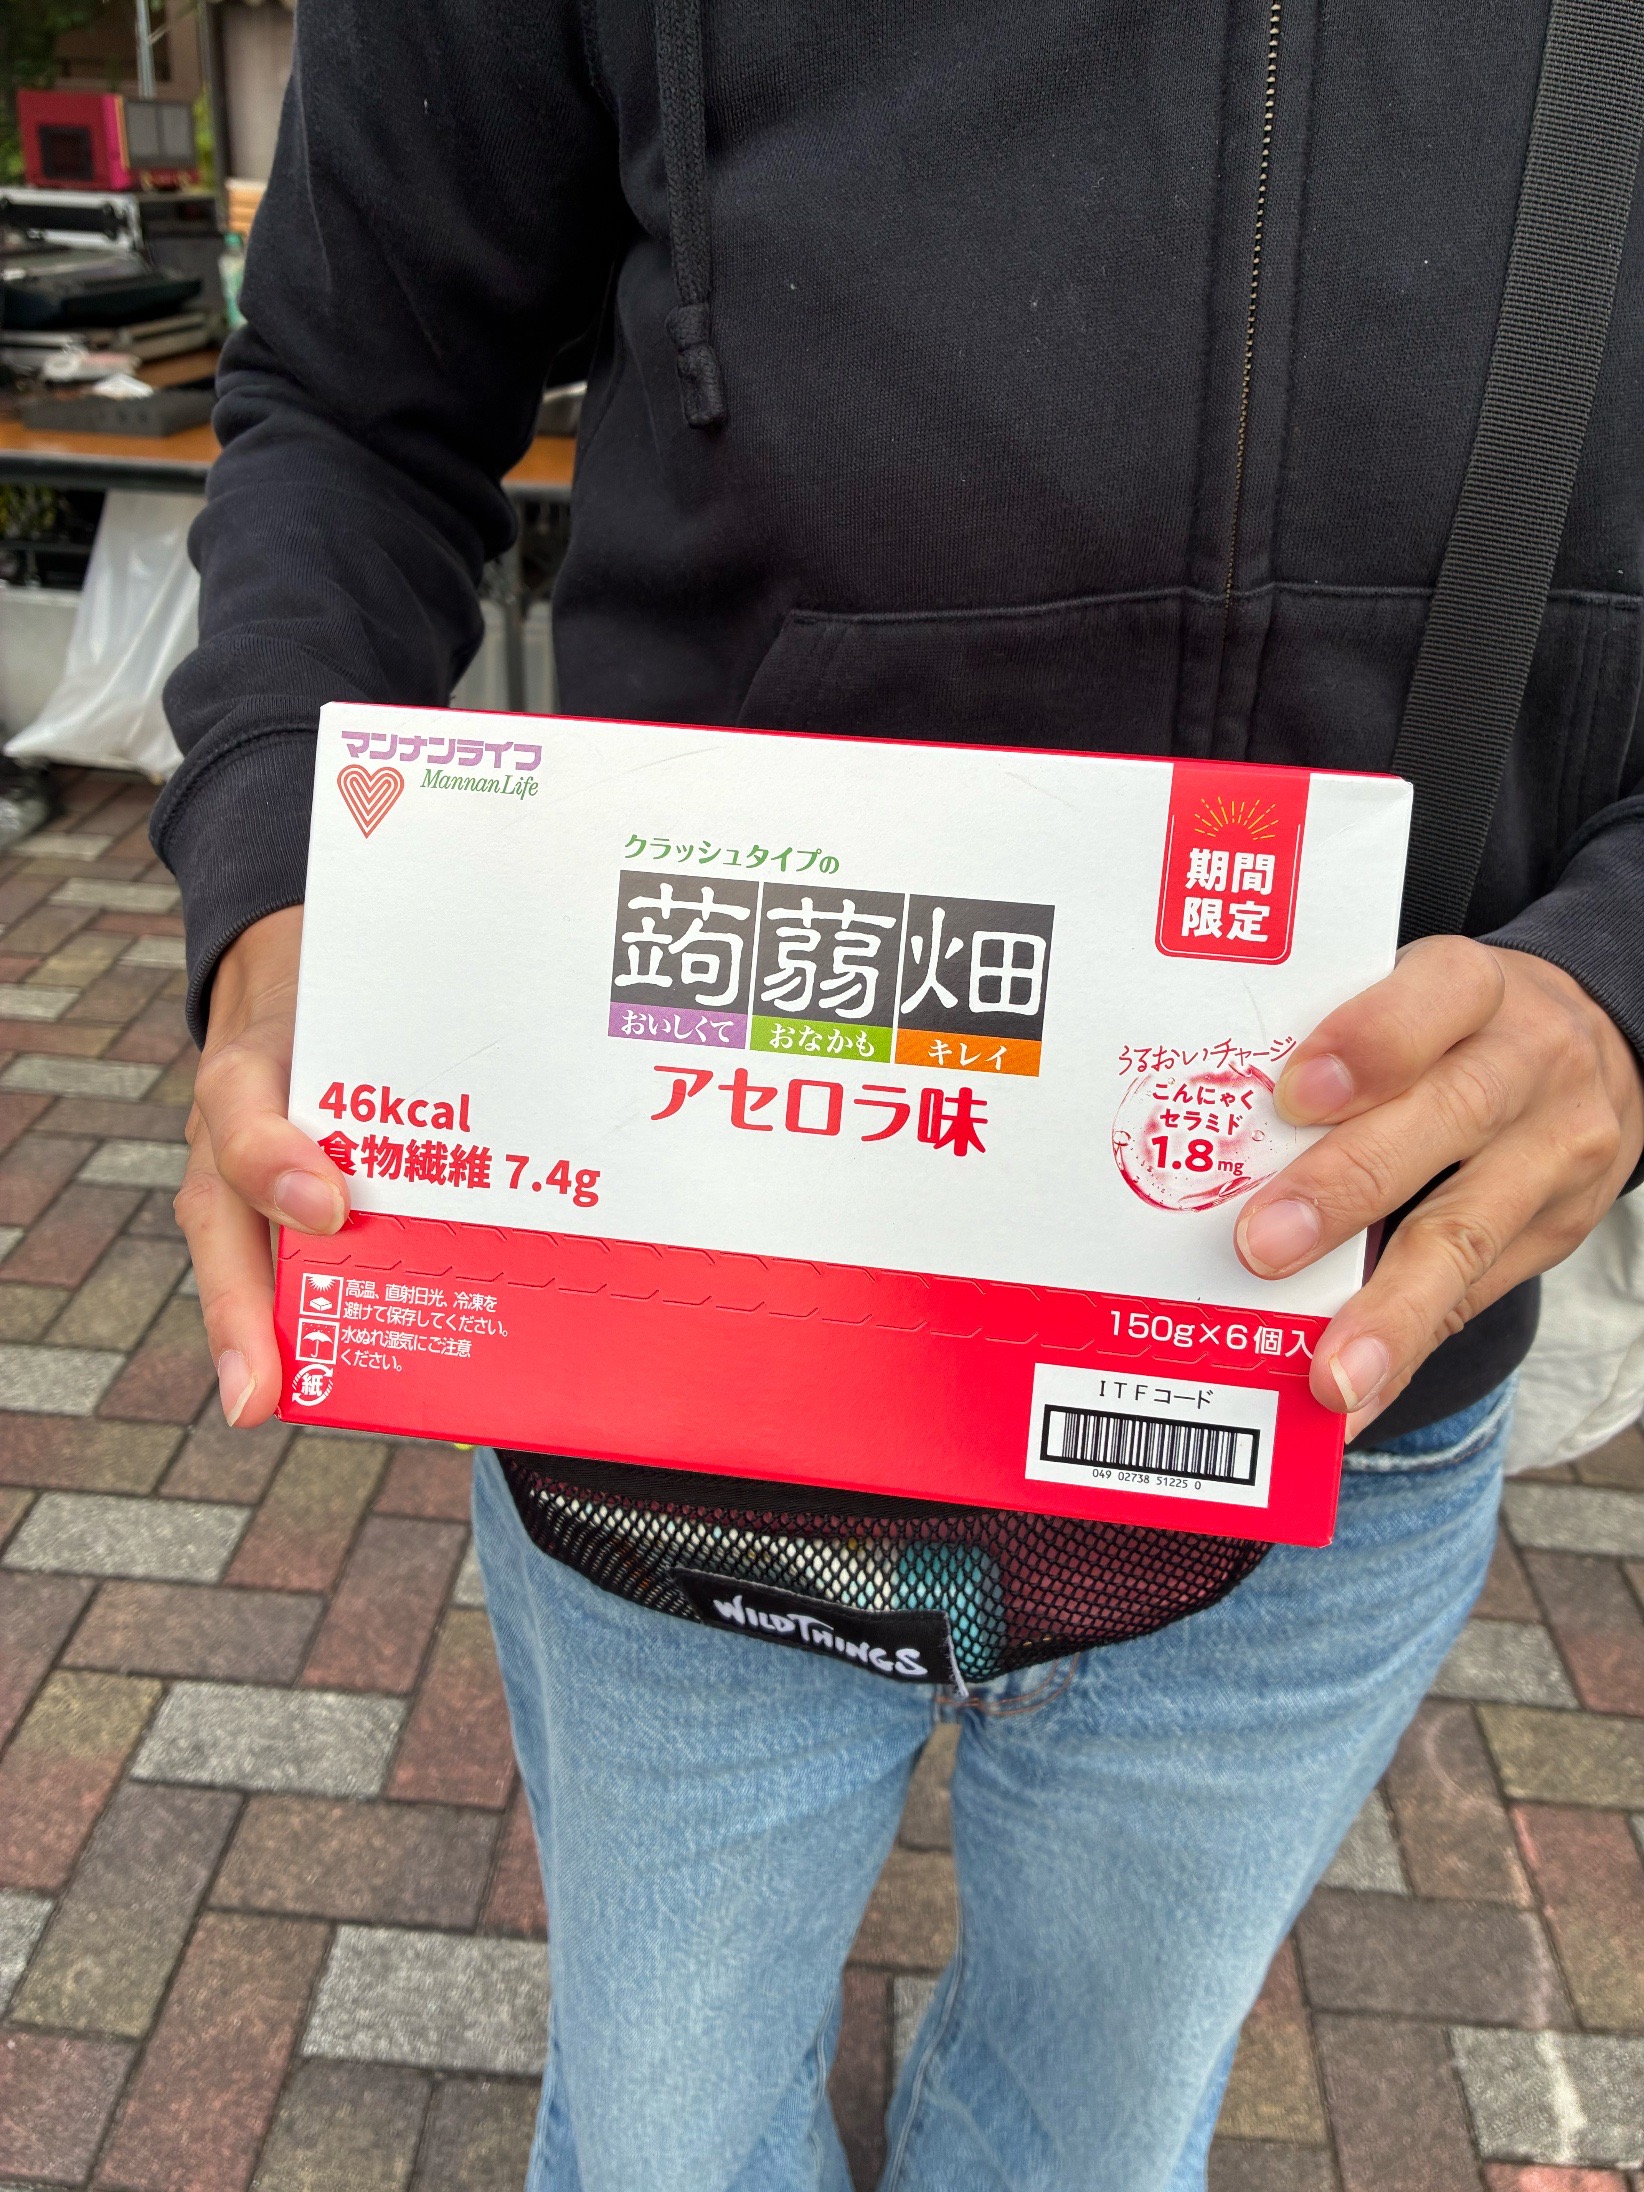 マンナンライフ
MannanLife
期間
限定
クラッシュタイプの
蒟蒻畑
おいしくて おなかも キレイ
アセロラ味
うるおいチャージ
こんにゃく
セラミド
1.8mg
46kcal
食物繊維 7.4g
高温、直射日光、冷凍を
避けて保存してください。
水ぬれ湿気にご注意
ください。
紙
150g×6個入
ITFコード
049 02738 51225 0
WILDTHINGS